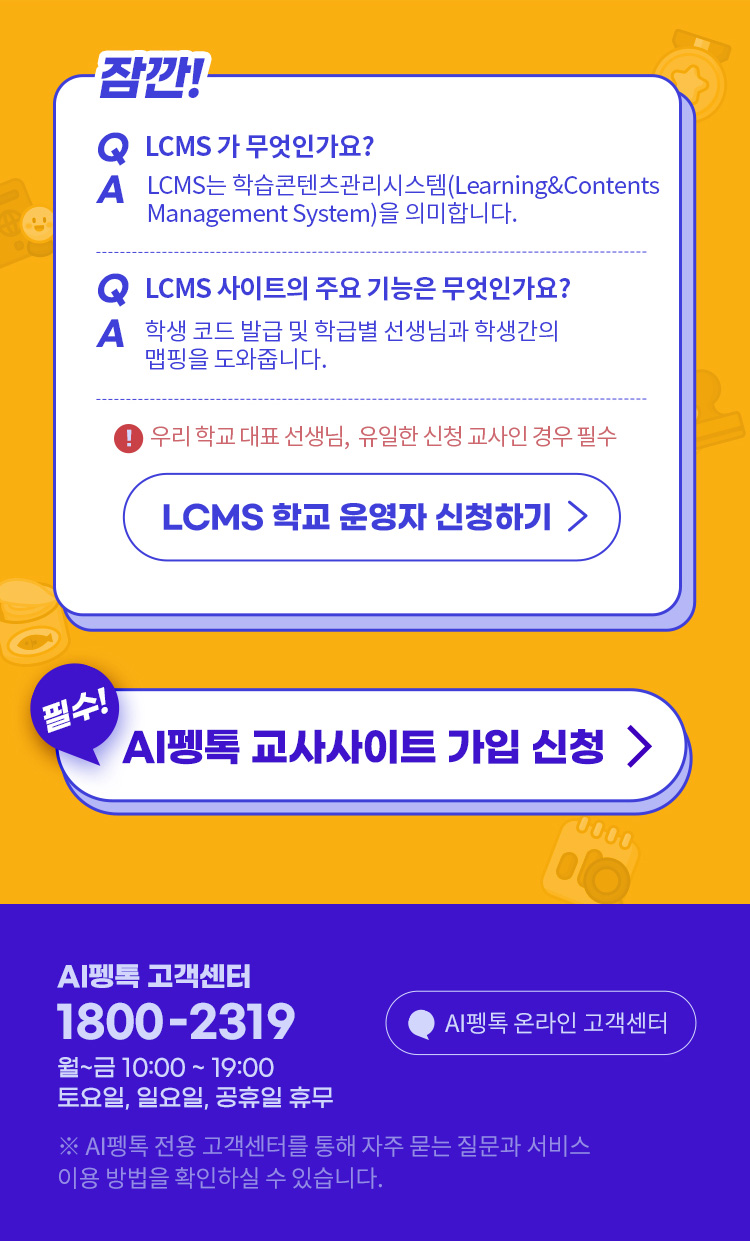 잠깐!
Q LCMS 가 무엇인가요?
A LCMS는 학습콘텐츠관리시스템(Learning&Contents
Management System)을 의미합니다.
Q LCMS 사이트의 주요 기능은 무엇인가요?
A 학생 코드 발급 및 학급별 선생님과 학생간의
맵핑을 도와줍니다.
! 우리 학교 대표 선생님, 유일한 신청 교사인 경우 필수
LCMS 학교 운영자 신청하기 >
필수!
AI펭톡 교사사이트 가입 신청 >
AI펭톡 고객센터
1800-2319
월~금 10:00 ~ 19:00
토요일, 일요일, 공휴일 휴무
AI펭톡 온라인 고객센터
※ AI펭톡 전용 고객센터를 통해 자주 묻는 질문과 서비스
이용 방법을 확인하실 수 있습니다.